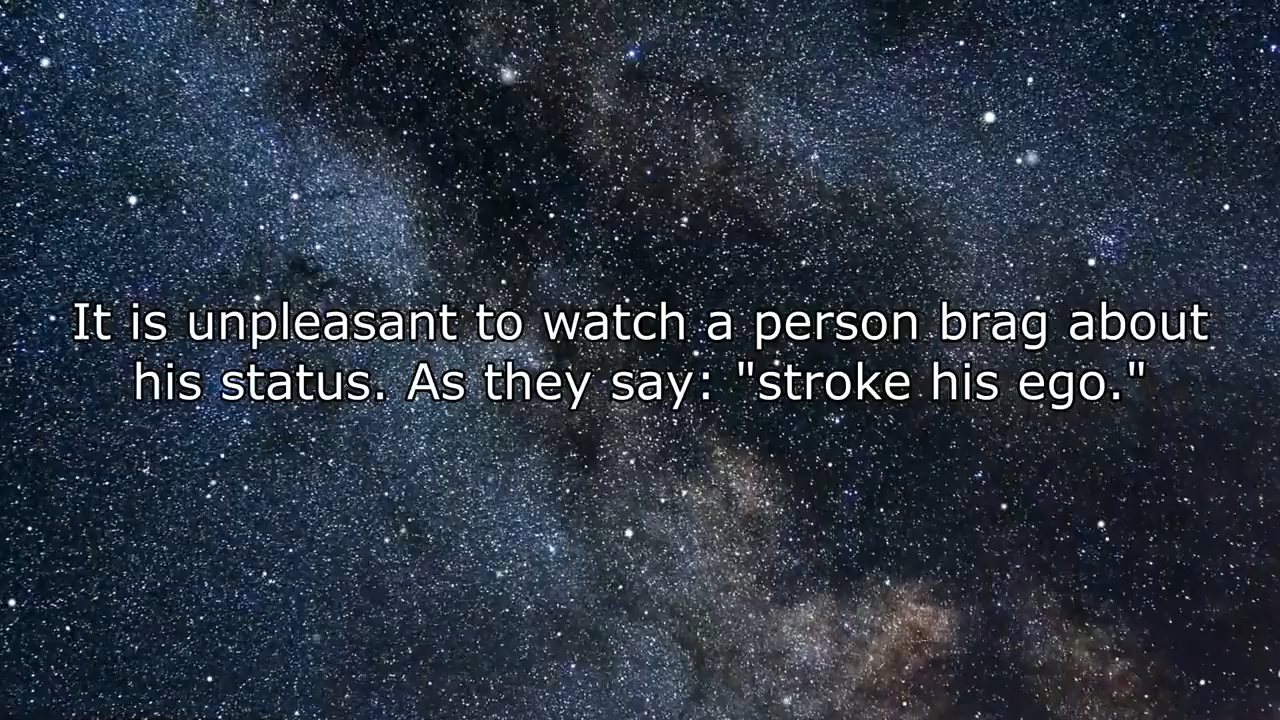 It is unpleasant to watch a person brag about
his status. As they say: "stroke his ego."